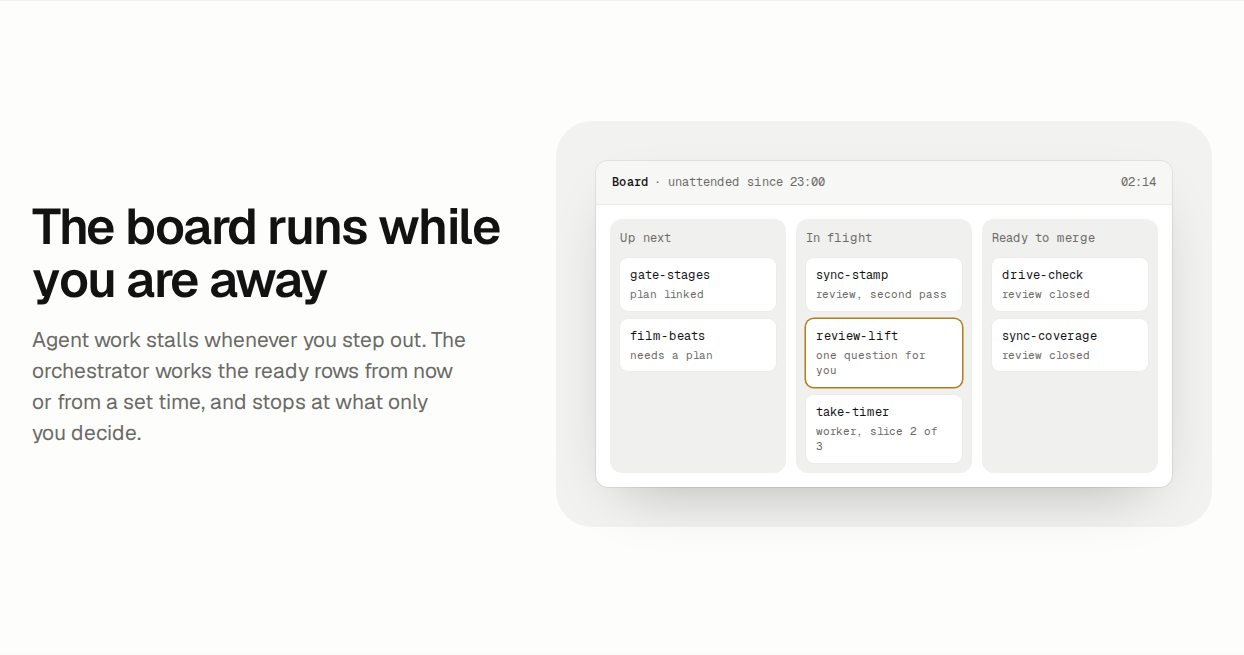 The board runs while
you are away
Agent work stalls whenever you step out. The
orchestrator works the ready rows from now
or from a set time, and stops at what only
you decide.
Board · unattended since 23:00
02:14
Up next
gate-stages
plan linked
film-beats
needs a plan
In flight
sync-stamp
review, second pass
review-lift
one question for
you
take-timer
worker, slice 2 of
3
Ready to merge
drive-check
review closed
sync-coverage
review closed